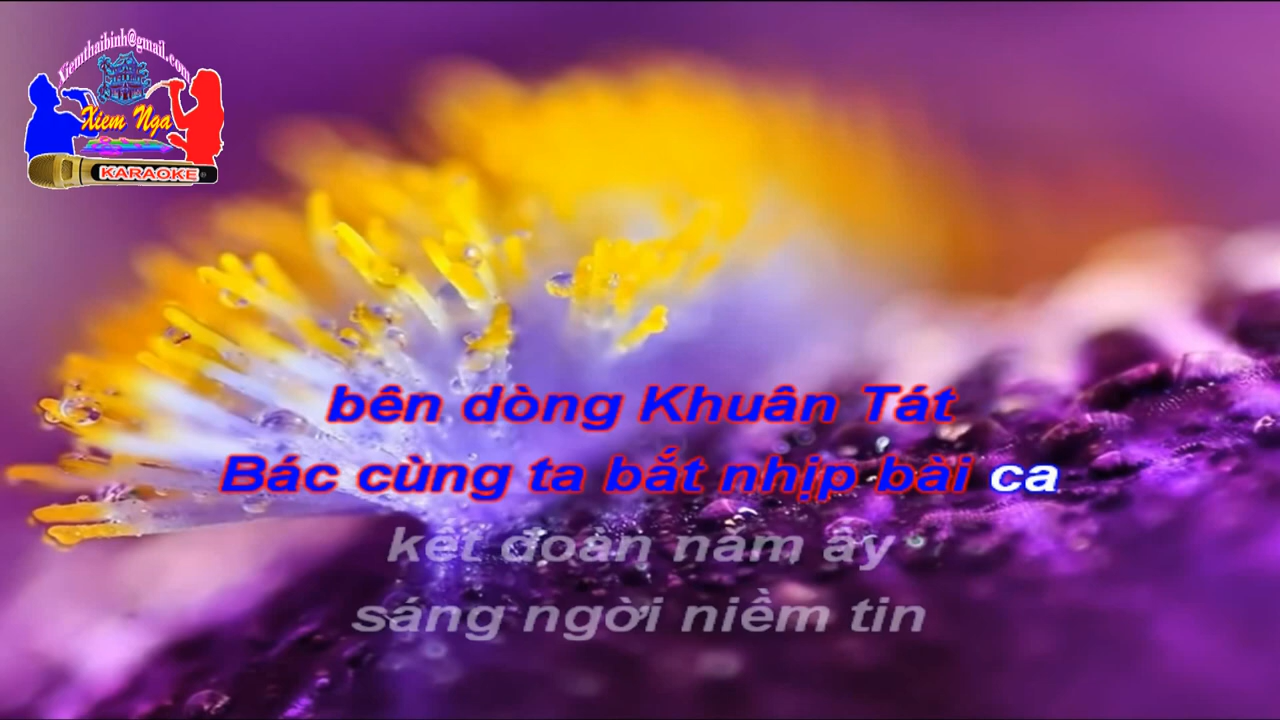 Xiemthaibinh@gmail.com
Xiem Nga
KARAOKE
bên dòng Khuân Tát
Bác cùng ta bắt nhịp bài ca
kết đoàn năm ấy
sáng ngời niềm tin